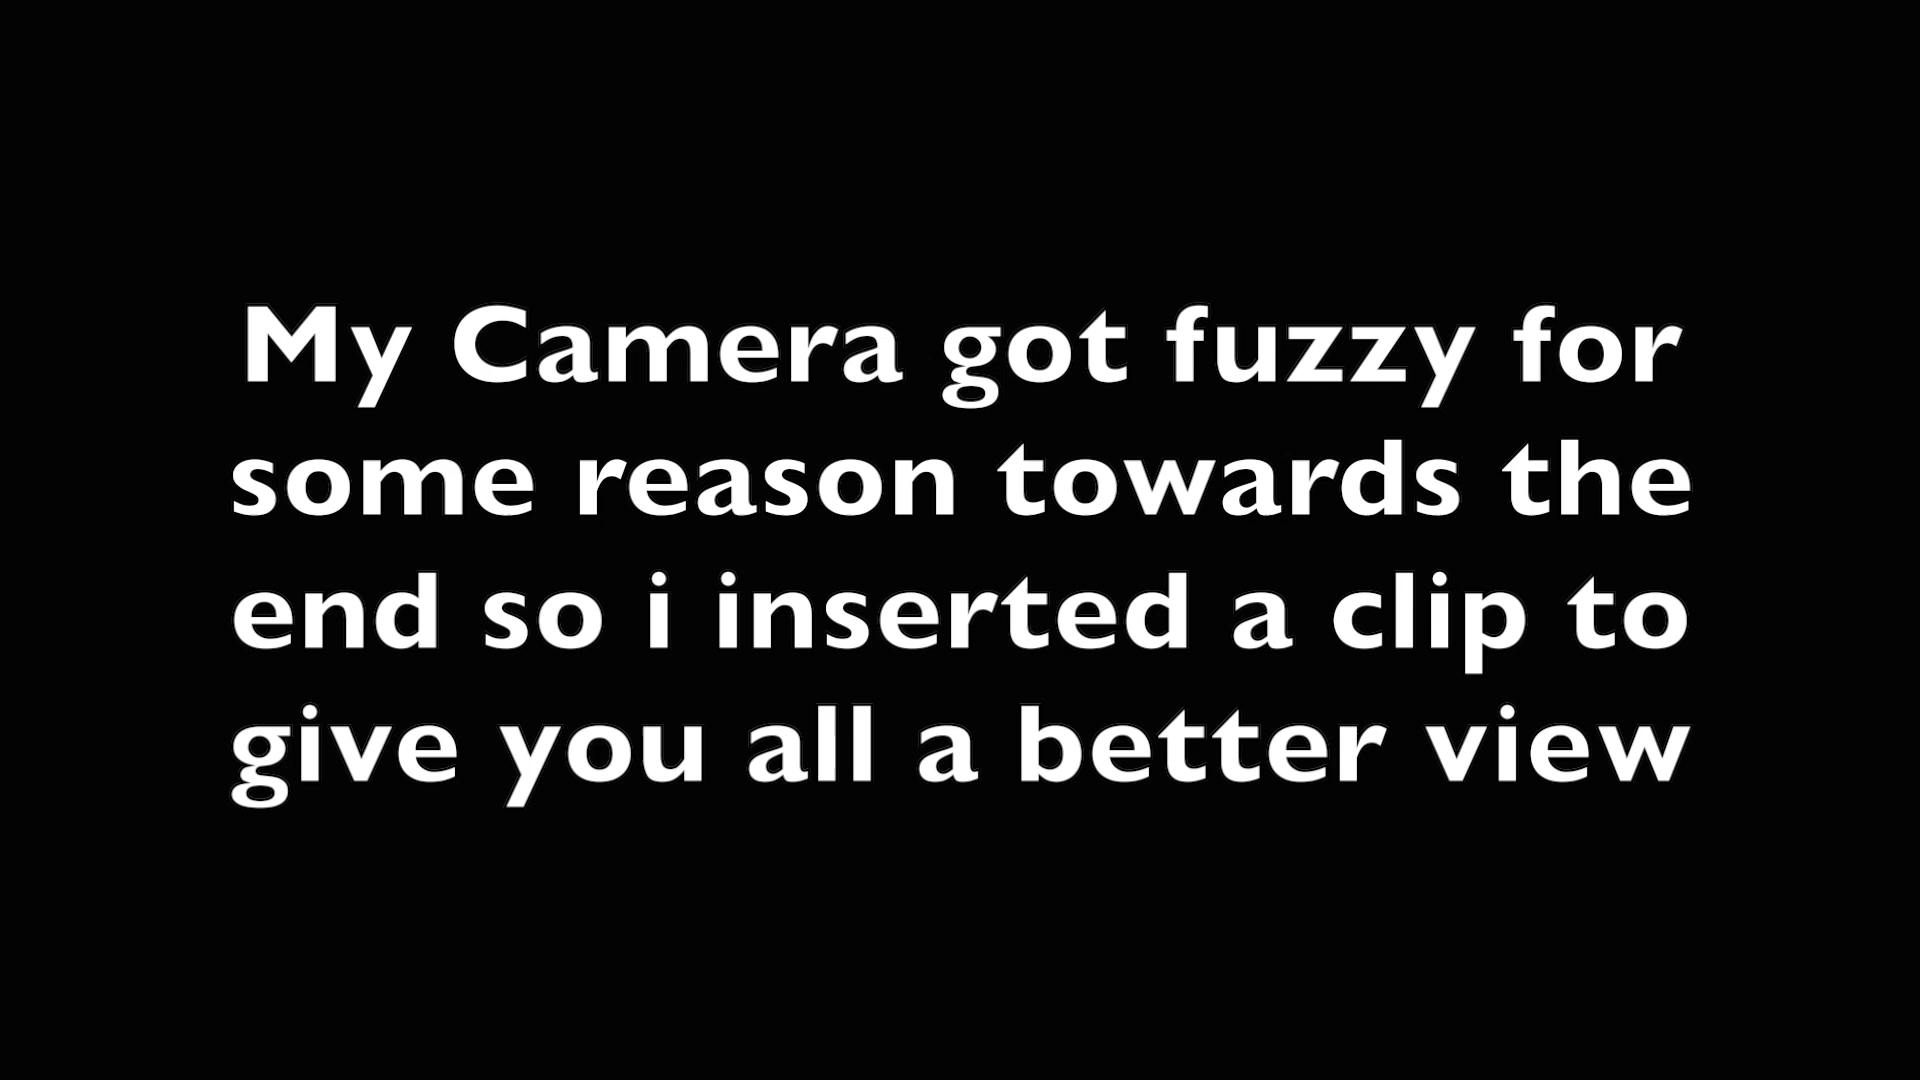 My Camera got fuzzy for
some reason towards the
end so i inserted a clip to
give you all a better view